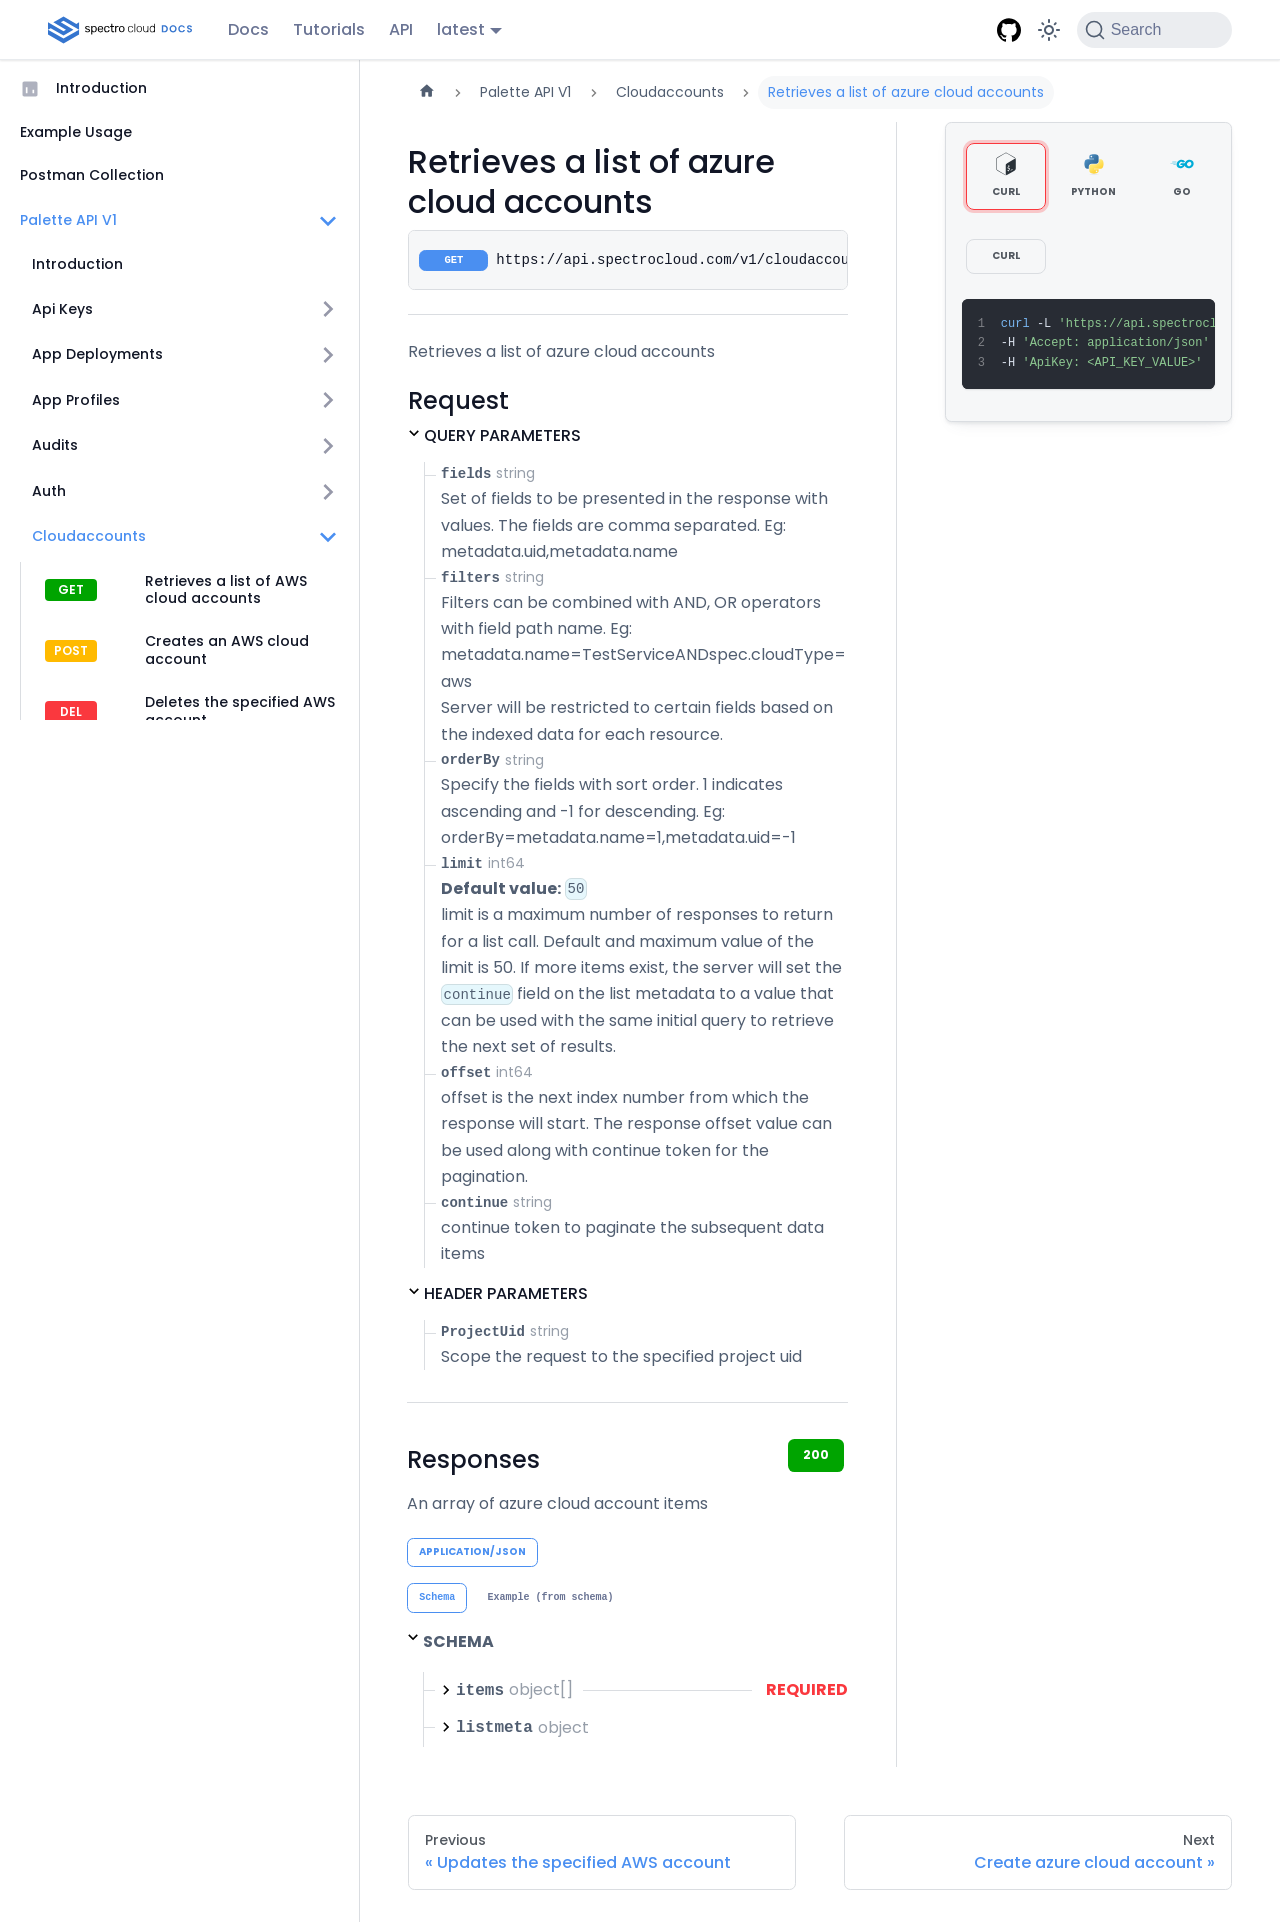 spectro cloud DOCS Docs Tutorials API latest Search
Introduction
Example Usage
Postman Collection
Palette API V1
Introduction
Api Keys
App Deployments
App Profiles
Audits
Auth
Cloudaccounts
GET Retrieves a list of AWS
cloud accounts
POST Creates an AWS cloud
account
DEL Deletes the specified AWS
account
Palette API V1 Cloudaccounts Retrieves a list of azure cloud accounts
Retrieves a list of azure
cloud accounts
GET https://api.spectrocloud.com/v1/cloudaccou
Retrieves a list of azure cloud accounts
Request
QUERY PARAMETERS
fields string
Set of fields to be presented in the response with
values. The fields are comma separated. Eg:
metadata.uid,metadata.name
filters string
Filters can be combined with AND, OR operators
with field path name. Eg:
metadata.name=TestServiceANDspec.cloudType=
aws
Server will be restricted to certain fields based on
the indexed data for each resource.
orderBy string
Specify the fields with sort order. 1 indicates
ascending and -1 for descending. Eg:
orderBy=metadata.name=1,metadata.uid=-1
limit int64
Default value: 50
limit is a maximum number of responses to return
for a list call. Default and maximum value of the
limit is 50. If more items exist, the server will set the
continue field on the list metadata to a value that
can be used with the same initial query to retrieve
the next set of results.
offset int64
offset is the next index number from which the
response will start. The response offset value can
be used along with continue token for the
pagination.
continue string
continue token to paginate the subsequent data
items
HEADER PARAMETERS
ProjectUid string
Scope the request to the specified project uid
Responses 200
An array of azure cloud account items
APPLICATION/JSON
Schema Example (from schema)
SCHEMA
items object[] REQUIRED
listmeta object
CURL PYTHON GO
CURL
1 curl -L 'https://api.spectrocl
2 -H 'Accept: application/json'
3 -H 'ApiKey: <API_KEY_VALUE>'
Previous
« Updates the specified AWS account
Next
Create azure cloud account »